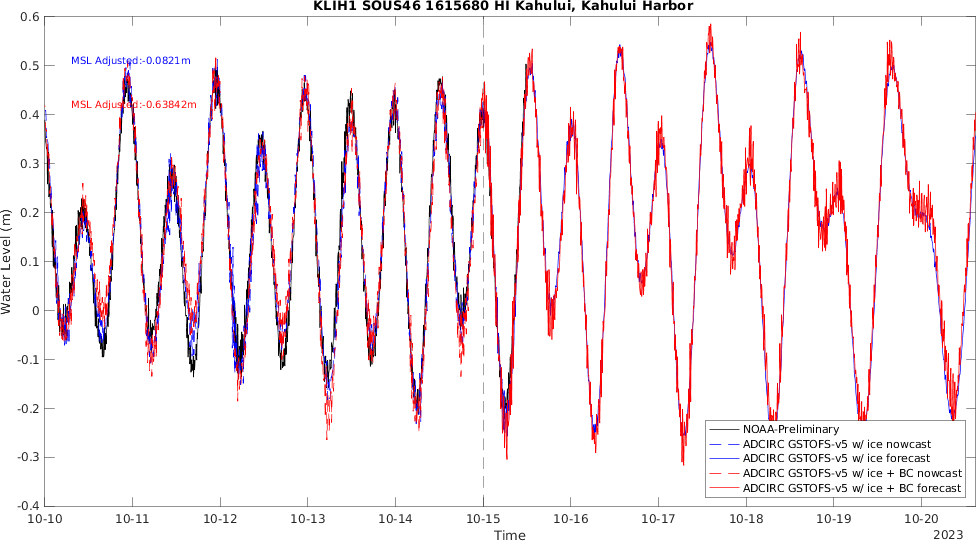 KLIH1 SOUS46 1615680 HI Kahului, Kahului Harbor
MSL Adjusted:-0.0821m
MSL Adjusted:-0.63842m
Water Level (m)
0.6
0.5
0.4
0.3
0.2
0.1
0
-0.1
-0.2
-0.3
-0.4
NOAA-Preliminary
ADCIRC GSTOFS-v5 w/ ice nowcast
ADCIRC GSTOFS-v5 w/ ice forecast
ADCIRC GSTOFS-v5 w/ ice + BC nowcast
ADCIRC GSTOFS-v5 w/ ice + BC forecast
10-10 10-11 10-12 10-13 10-14 10-15 10-16 10-17 10-18 10-19 10-20
Time
2023